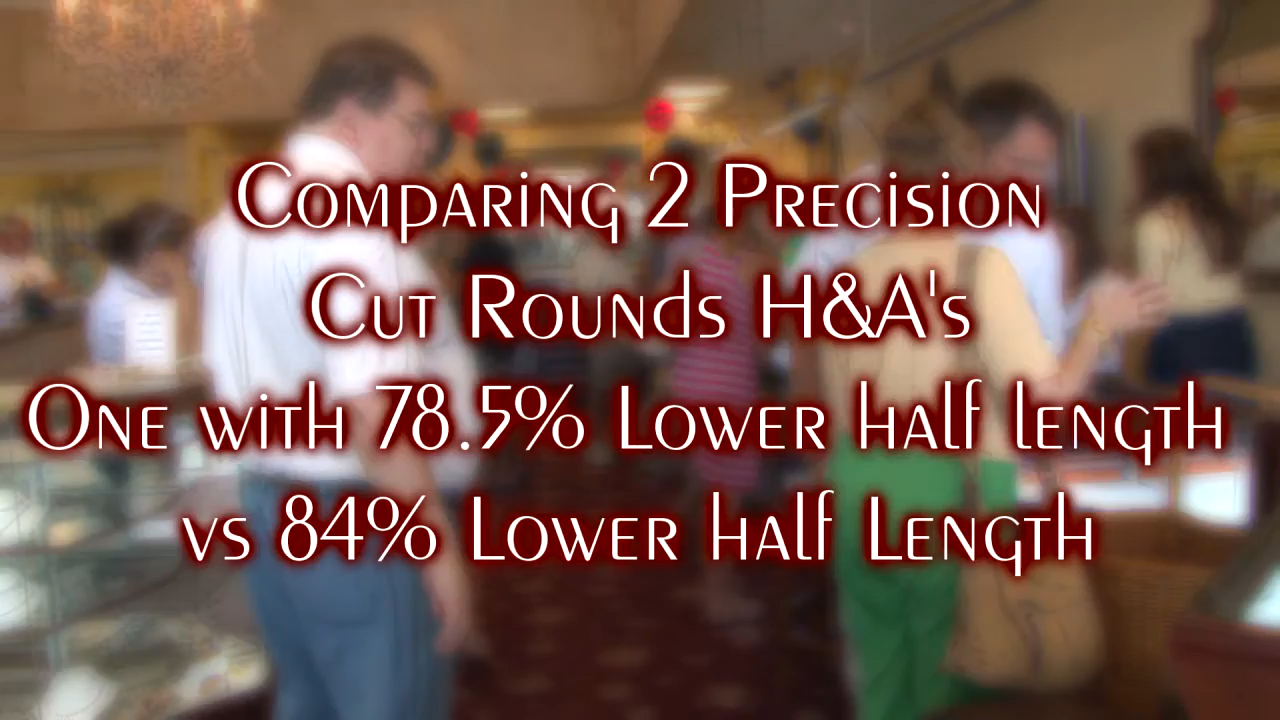 Comparing 2 Precision
Cut Rounds H&A's
One with 78.5% Lower half length
vs 84% Lower half Length